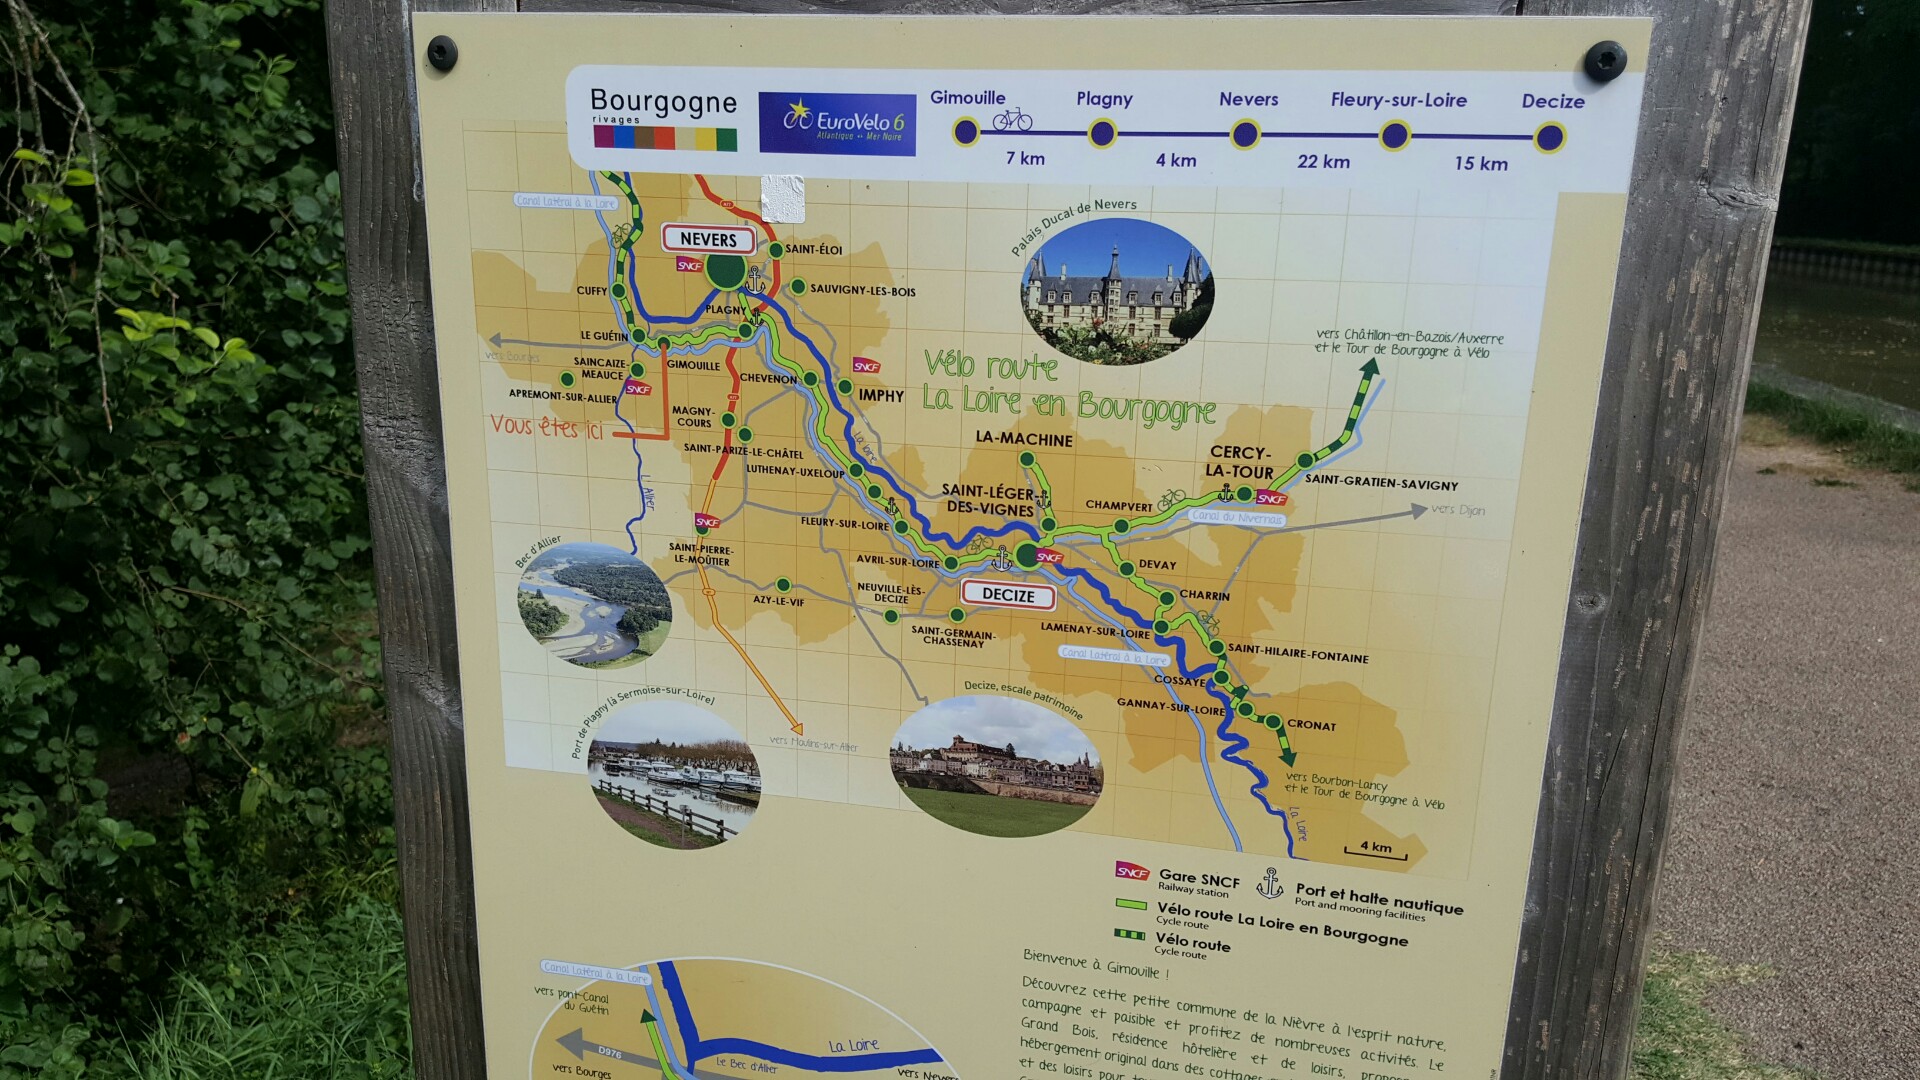 Bourgogne
rivages
EuroVelo 6
Atlantique ↔ Mer Noire
Gimouille
Plagny
Nevers
Fleury-sur-Loire
Decize
7 km
4 km
22 km
15 km
Canal Latéral à la Loire
NEVERS
SNCF
SAINT-ÉLOI
SAUVIGNY-LES-BOIS
CUFFY
PLAGNY
LE GUÉTIN
vers Bourges
GIMOUILLE
SAINCAIZE-
MEAUCE
SNCF
APREMONT-SUR-ALLIER
CHEVENON
SNCF
IMPHY
MAGNY-
COURS
Vous êtes ici
SAINT-PARIZE-LE-CHÂTEL
LUTHENAY-UXELOUP
La Loire
L'Allier
Palais Ducal de Nevers
Vélo route
La Loire en Bourgogne
vers Châtillon-en-Bazois/Auxerre
et le Tour de Bourgogne à Vélo
LA-MACHINE
CERCY-
LA-TOUR
SNCF
SAINT-GRATIEN-SAVIGNY
SAINT-LÉGER-
DES-VIGNES
CHAMPVERT
Canal du Nivernais
vers Dijon
FLEURY-SUR-LOIRE
SNCF
SAINT-PIERRE-
LE-MOÛTIER
AVRIL-SUR-LOIRE
SNCF
DECIZE
DEVAY
CHARRIN
Bec d'Allier
AZY-LE-VIF
NEUVILLE-LÈS-
DECIZE
SAINT-GERMAIN-
CHASSENAY
LAMENAY-SUR-LOIRE
Canal Latéral à la Loire
SAINT-HILAIRE-FONTAINE
COSSAYE
GANNAY-SUR-LOIRE
CRONAT
Port de Plagny (à Sermoise-sur-Loire)
vers Moulins-sur-Allier
Decize, escale patrimoine
vers Bourbon-Lancy
et le Tour de Bourgogne à Vélo
La Loire
4 km
SNCF
Gare SNCF
Railway station
Port et halte nautique
Port and mooring facilities
Vélo route La Loire en Bourgogne
Cycle route
Vélo route
Cycle route
Canal Latéral à la Loire
vers pont-Canal
du Guétin
D976
vers Bourges
La Loire
Le Bec d'Allier
vers Nevers
Bienvenue à Gimouille !
Découvrez cette petite commune de la Nièvre à l'esprit nature,
campagne et paisible et profitez de nombreuses activités. Le
Grand Bois, résidence hôtelière et de loisirs,
hébergement original dans des cottages
et des loisirs pour